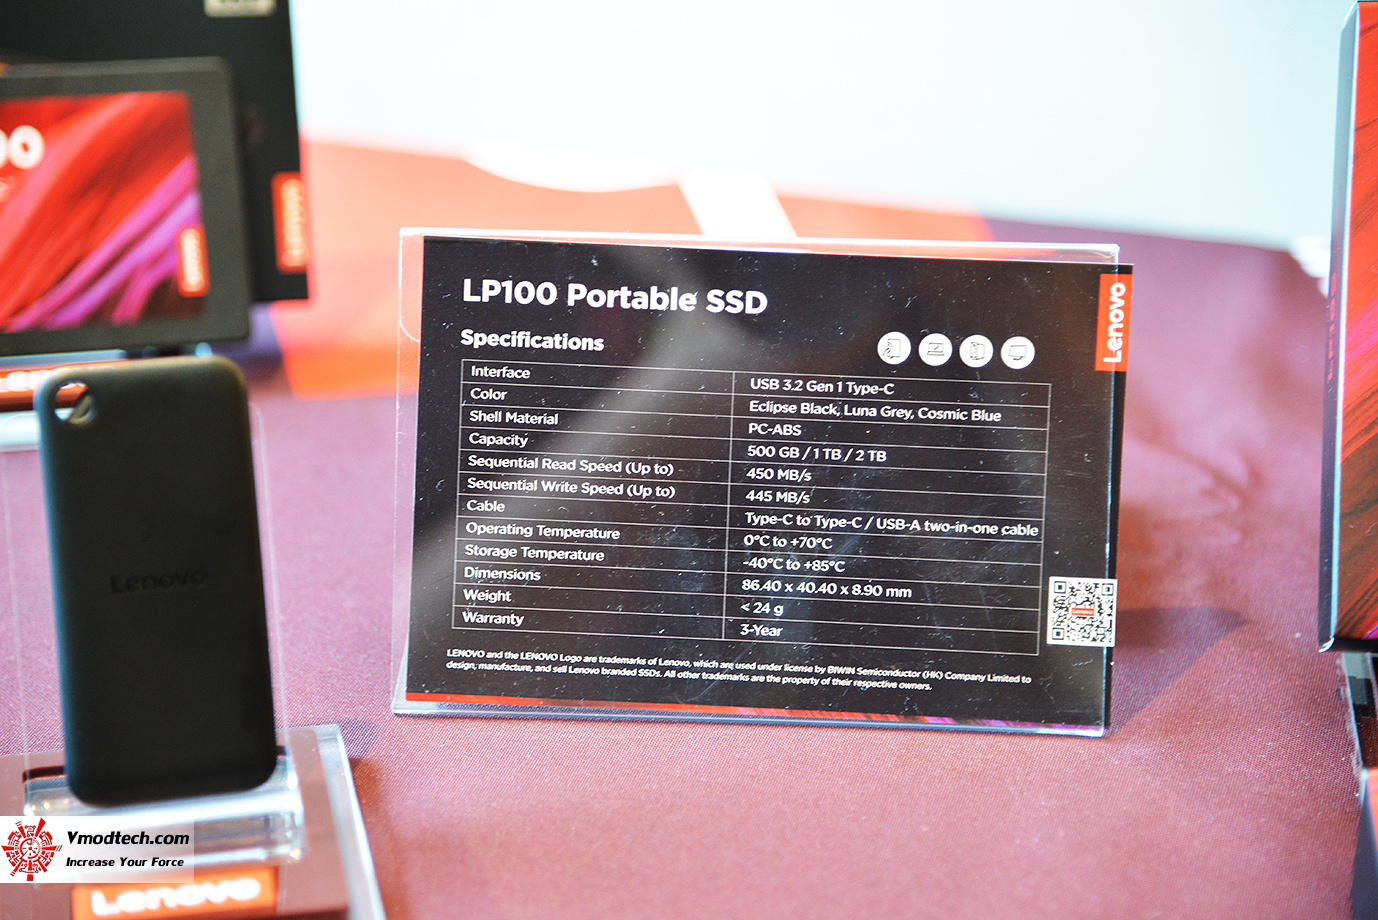 LP100 Portable SSD
Lenovo
Specifications
Interface USB 3.2 Gen 1 Type-C
Color Eclipse Black, Luna Grey, Cosmic Blue
Shell Material PC-ABS
Capacity 500 GB / 1 TB / 2 TB
Sequential Read Speed (Up to) 450 MB/s
Sequential Write Speed (Up to) 445 MB/s
Cable Type-C to Type-C / USB-A two-in-one cable
Operating Temperature 0°C to +70°C
Storage Temperature -40°C to +85°C
Dimensions 86.40 x 40.40 x 8.90 mm
Weight < 24 g
Warranty 3-Year
LENOVO and the LENOVO Logo are trademarks of Lenovo, which are used under license by BIWIN Semiconductor (HK) Company Limited to
design, manufacture, and sell Lenovo branded SSDs. All other trademarks are the property of their respective owners.
Lenovo
Lenovo
Lenovo
Lenovo
Vmodtech.com
Increase Your Force
Lenovo